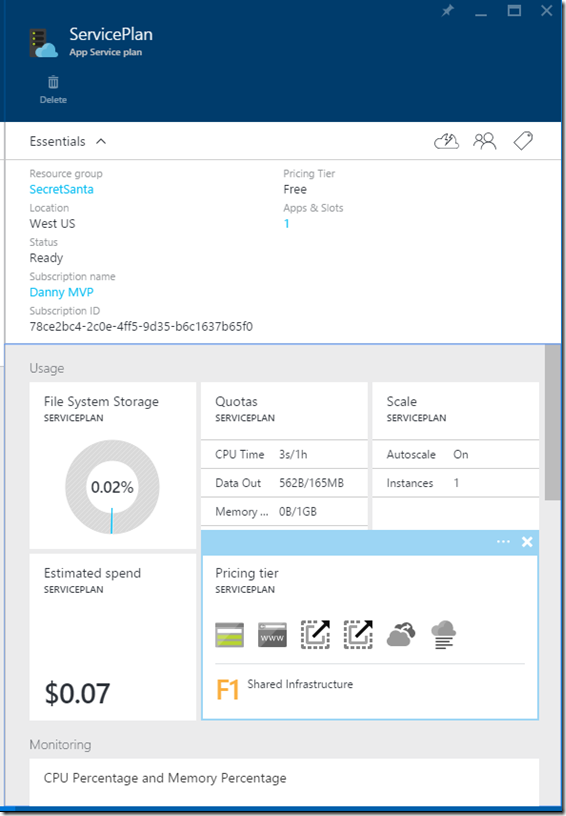 ServicePlan
App Service plan
Delete
Essentials
Resource group
SecretSanta
Location
West US
Status
Ready
Subscription name
Danny MVP
Subscription ID
78ce2bc4-2c0e-4ff5-9d35-b6c1637b65f0
Pricing Tier
Free
Apps & Slots
1
Usage
File System Storage
SERVICEPLAN
0.02%
Quotas
SERVICEPLAN
CPU Time 3s/1h
Data Out 562B/165MB
Memory ... 0B/1GB
Scale
SERVICEPLAN
Autoscale On
Instances 1
Estimated spend
SERVICEPLAN
$0.07
Pricing tier
SERVICEPLAN
www
F1 Shared Infrastructure
Monitoring
CPU Percentage and Memory Percentage